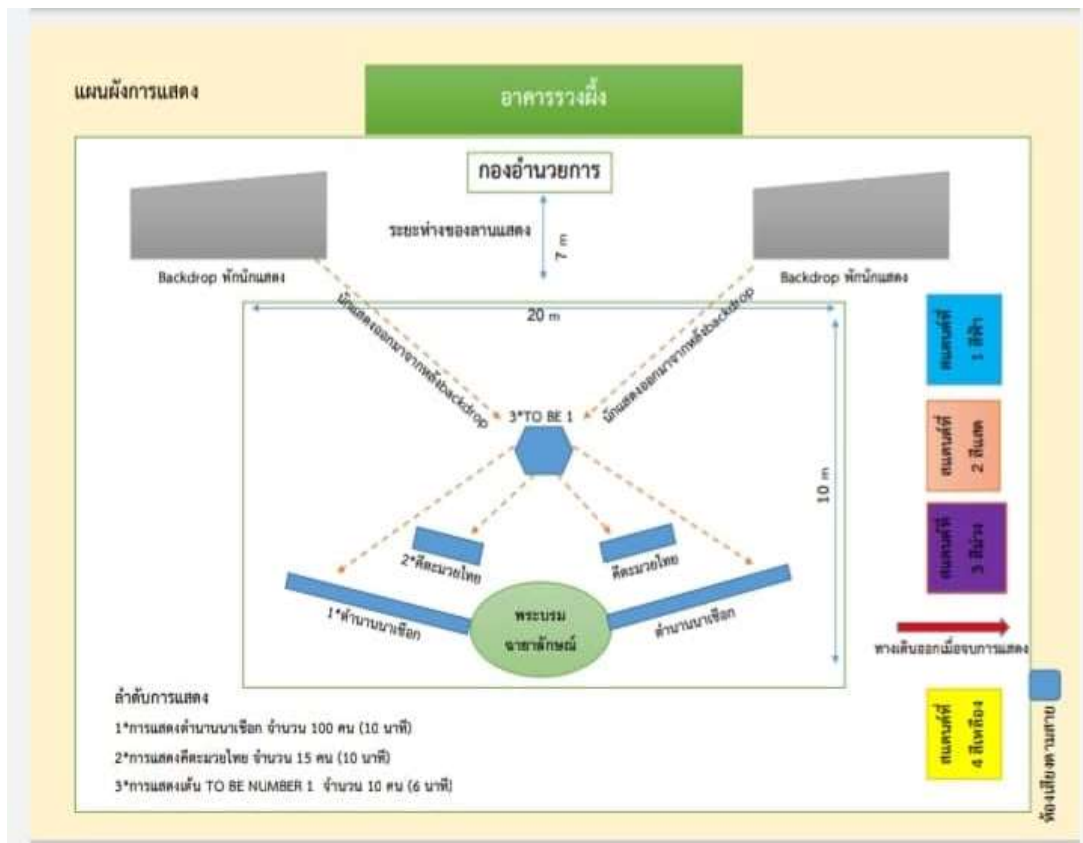 แผนผังการแสดง
อาคารรวงผึ้ง
กองอำนวยการ
ระยะห่างของลานแสดง
7 m
Backdrop พักนักแสดง
Backdrop พักนักแสดง
20 m
นักแสดงออกมาจากหลังbackdrop
นักแสดงออกมาจากหลังbackdrop
3*TO BE 1
10 m
2*คีตะมวยไทย
คีตะมวยไทย
1*ตำนานนาเชือก
ตำนานนาเชือก
พระบรม
ฉายาลักษณ์
สแตนด์ที่
1 สีฟ้า
สแตนด์ที่
2 สีแสด
สแตนด์ที่
3 สีม่วง
ทางเดินออกเมื่อจบการแสดง
สแตนด์ที่
4 สีเหลือง
ห้องเสียงตามสาย
ลำดับการแสดง
1*การแสดงตำนานนาเชือก จำนวน 100 คน (10 นาที)
2*การแสดงคีตะมวยไทย จำนวน 15 คน (10 นาที)
3*การแสดงเต้น TO BE NUMBER 1 จำนวน 10 คน (6 นาที)